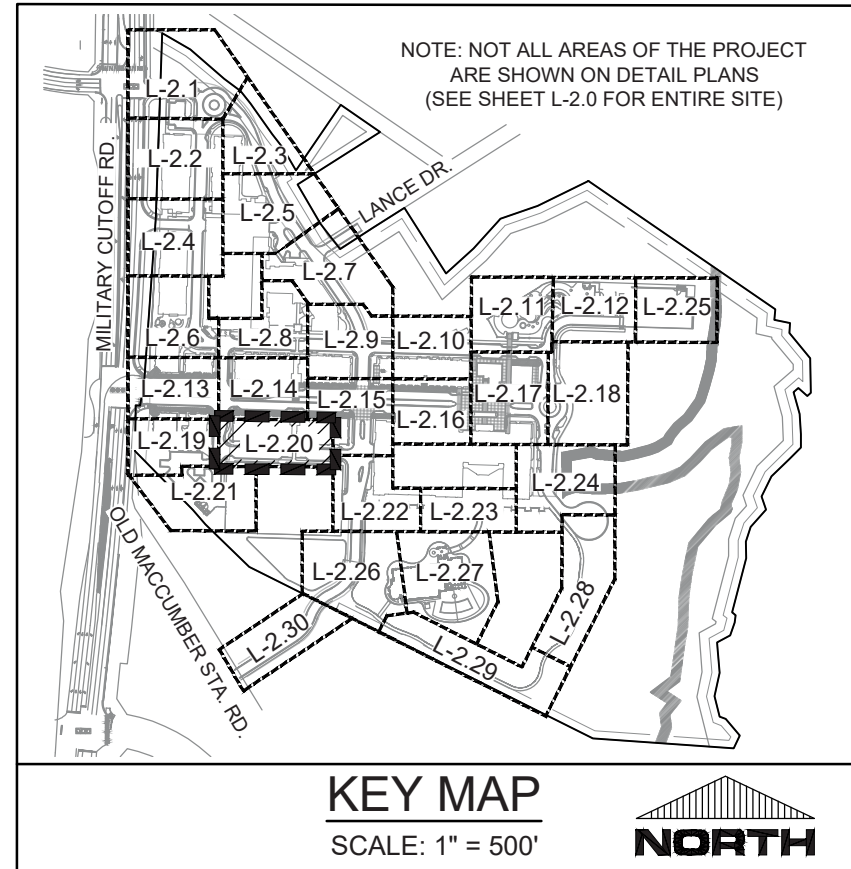 NOTE: NOT ALL AREAS OF THE PROJECT
ARE SHOWN ON DETAIL PLANS
(SEE SHEET L-2.0 FOR ENTIRE SITE)
MILITARY CUTOFF RD.
LANCE DR.
OLD MACCUMBER STA. RD.
L-2.1
L-2.2
L-2.3
L-2.4
L-2.5
L-2.6
L-2.7
L-2.8
L-2.9
L-2.10
L-2.11
L-2.12
L-2.25
L-2.13
L-2.14
L-2.15
L-2.16
L-2.17
L-2.18
L-2.19
L-2.20
L-2.21
L-2.22
L-2.23
L-2.24
L-2.26
L-2.27
L-2.28
L-2.29
L-2.30
KEY MAP
SCALE: 1" = 500'
NORTH